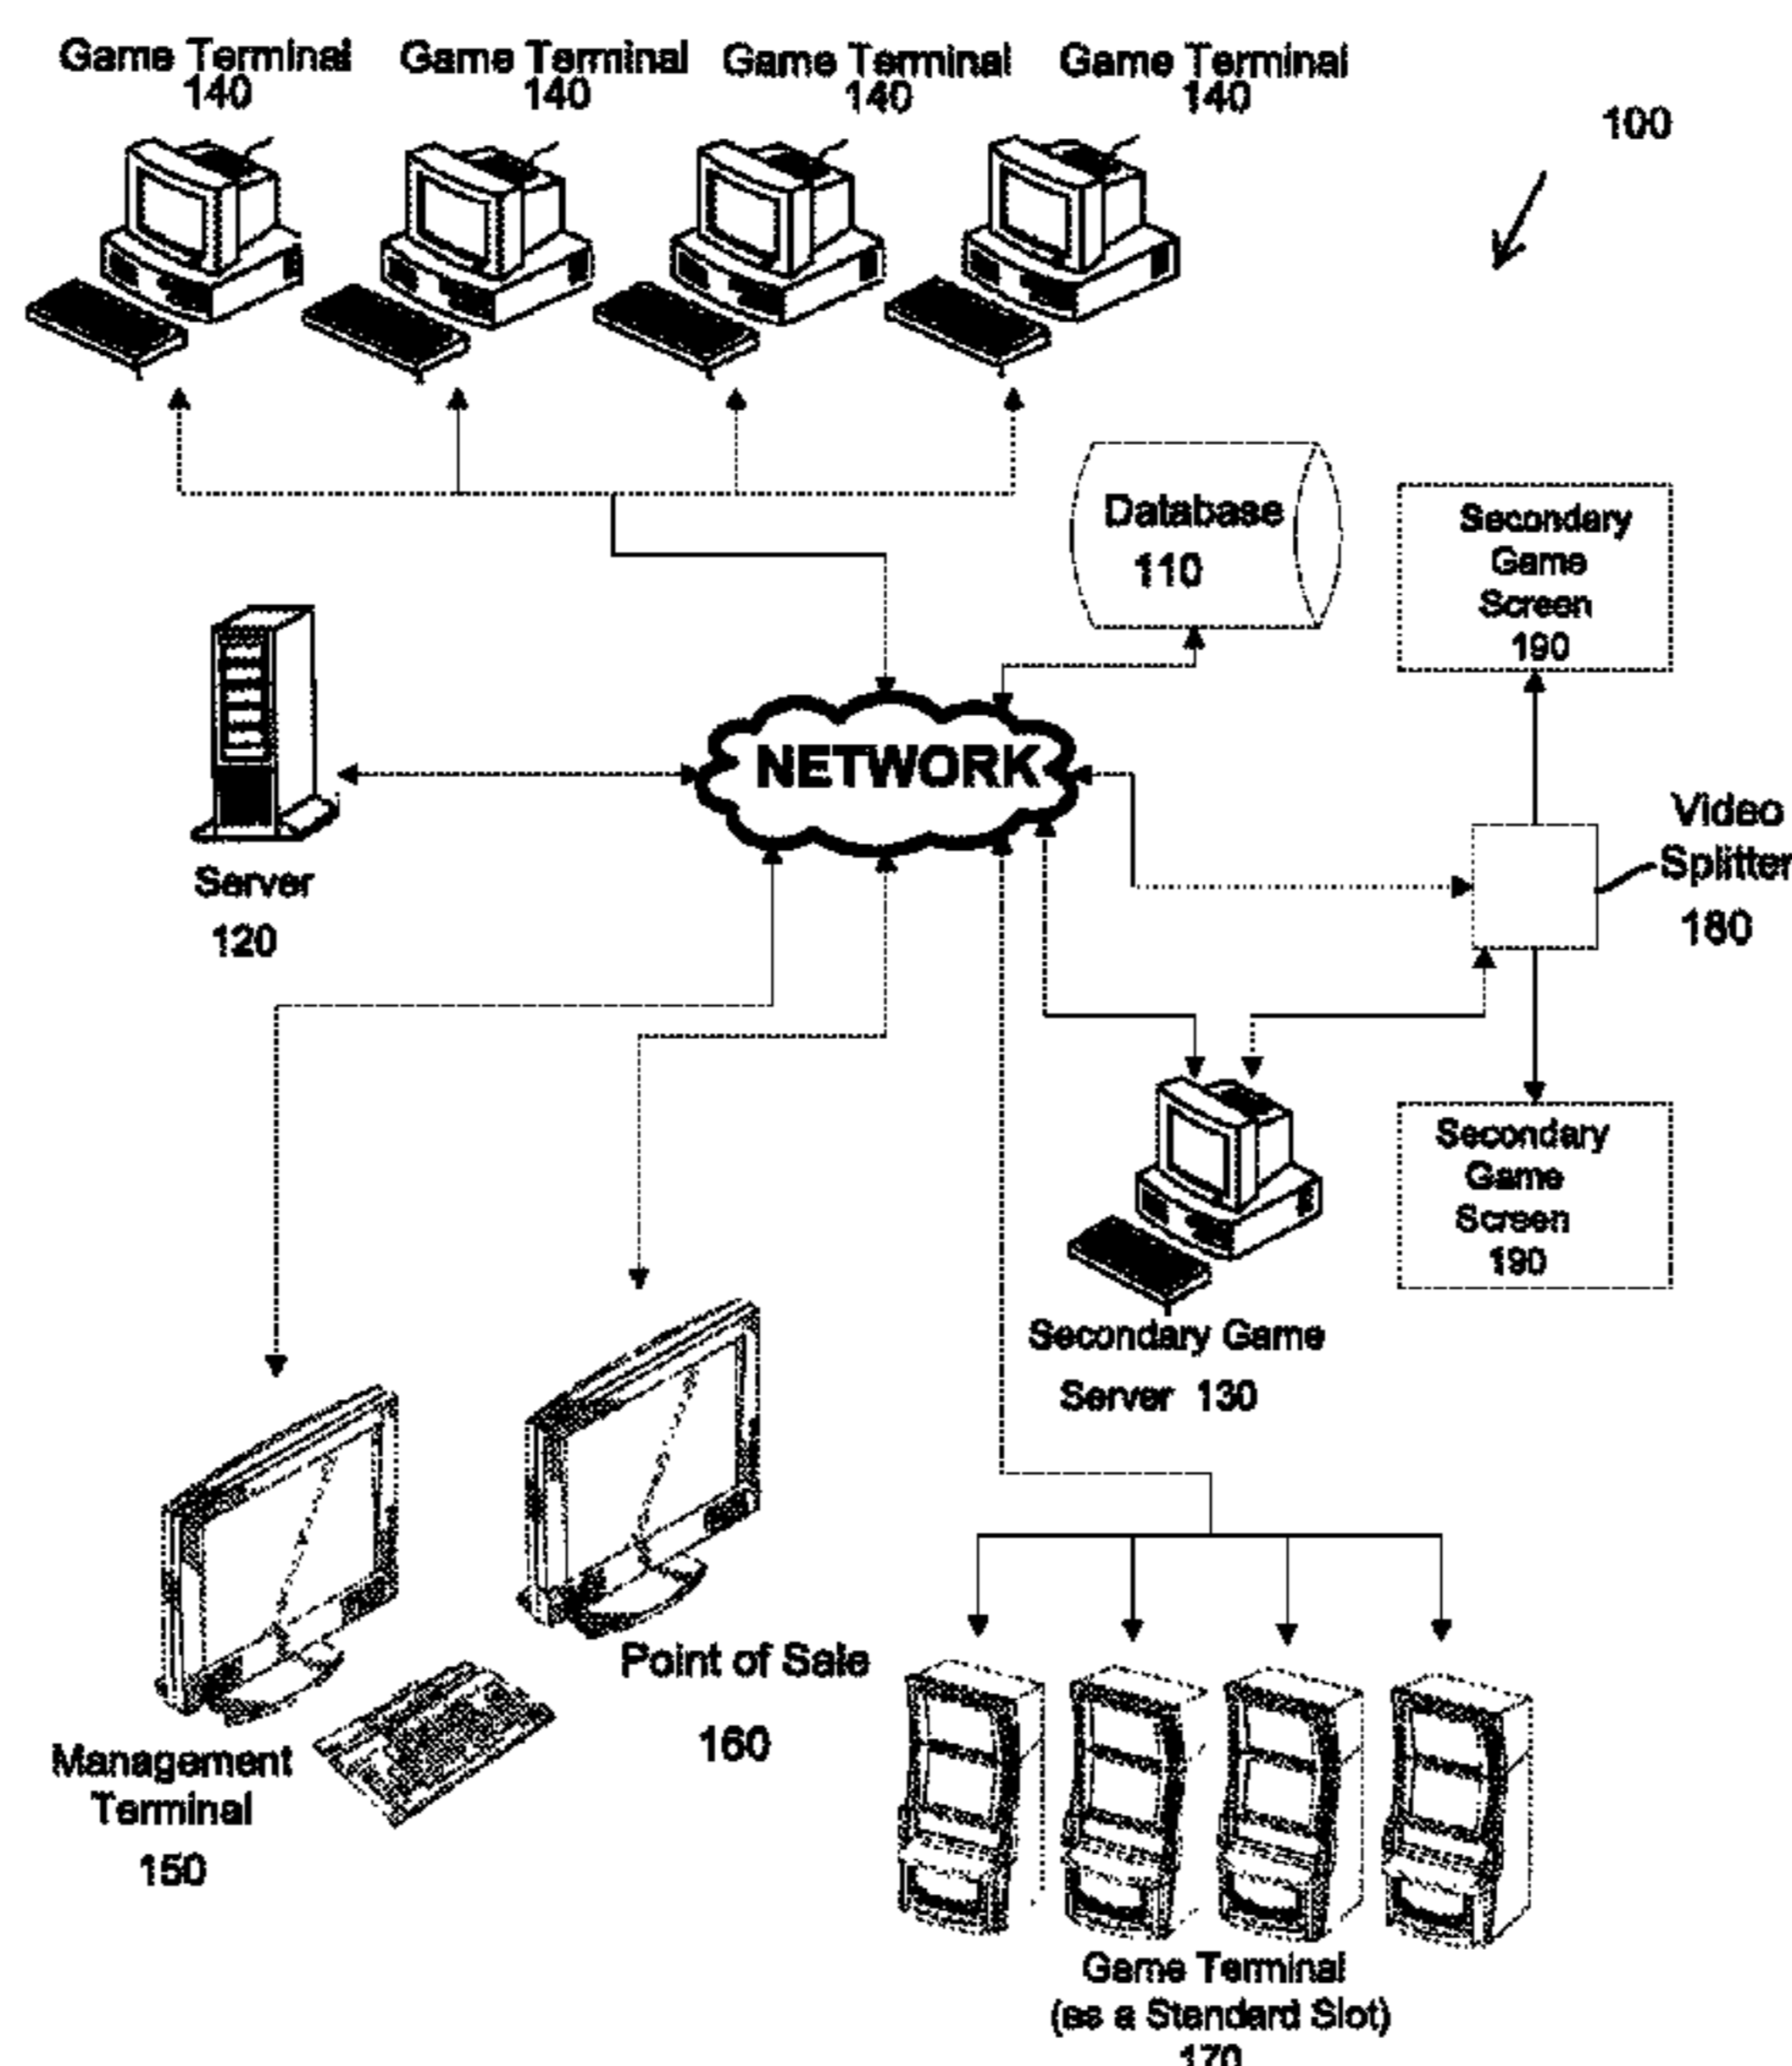 Game Terminal
140
Game Terminal
140
Game Terminal
140
Game Terminal
140
100
Database
110
Secondary
Game
Screen
190
NETWORK
Server
120
Video
Splitter
180
Secondary
Game
Screen
190
Secondary Game
Server 130
Point of Sale
160
Management
Terminal
150
Game Terminal
(as a Standard Slot)
170